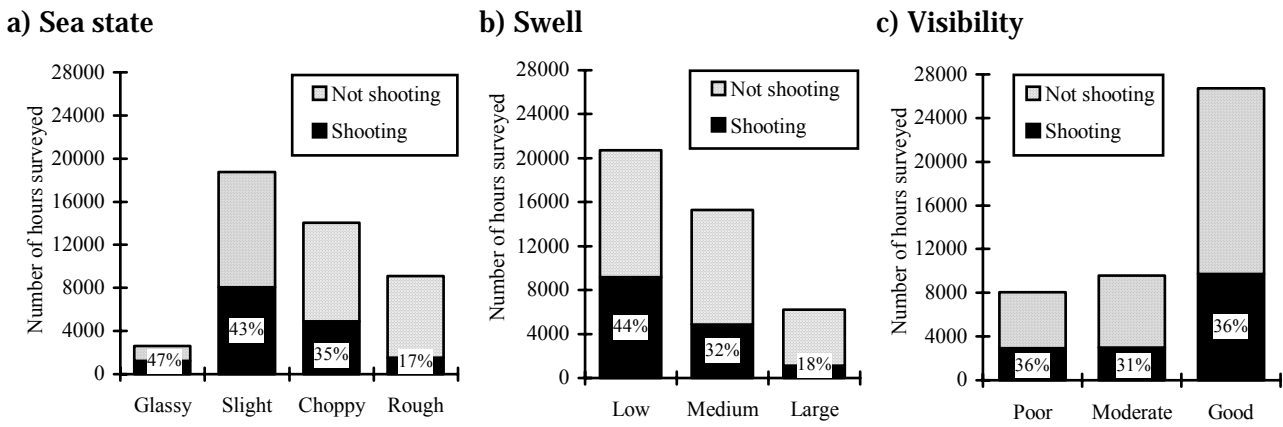 a) Sea state
Number of hours surveyed
28000
24000
20000
16000
12000
8000
4000
0
Not shooting
Shooting
47%
43%
35%
17%
Glassy Slight Choppy Rough
b) Swell
Number of hours surveyed
28000
24000
20000
16000
12000
8000
4000
0
Not shooting
Shooting
44%
32%
18%
Low Medium Large
c) Visibility
Number of hours surveyed
28000
24000
20000
16000
12000
8000
4000
0
Not shooting
Shooting
36%
31%
36%
Poor Moderate Good